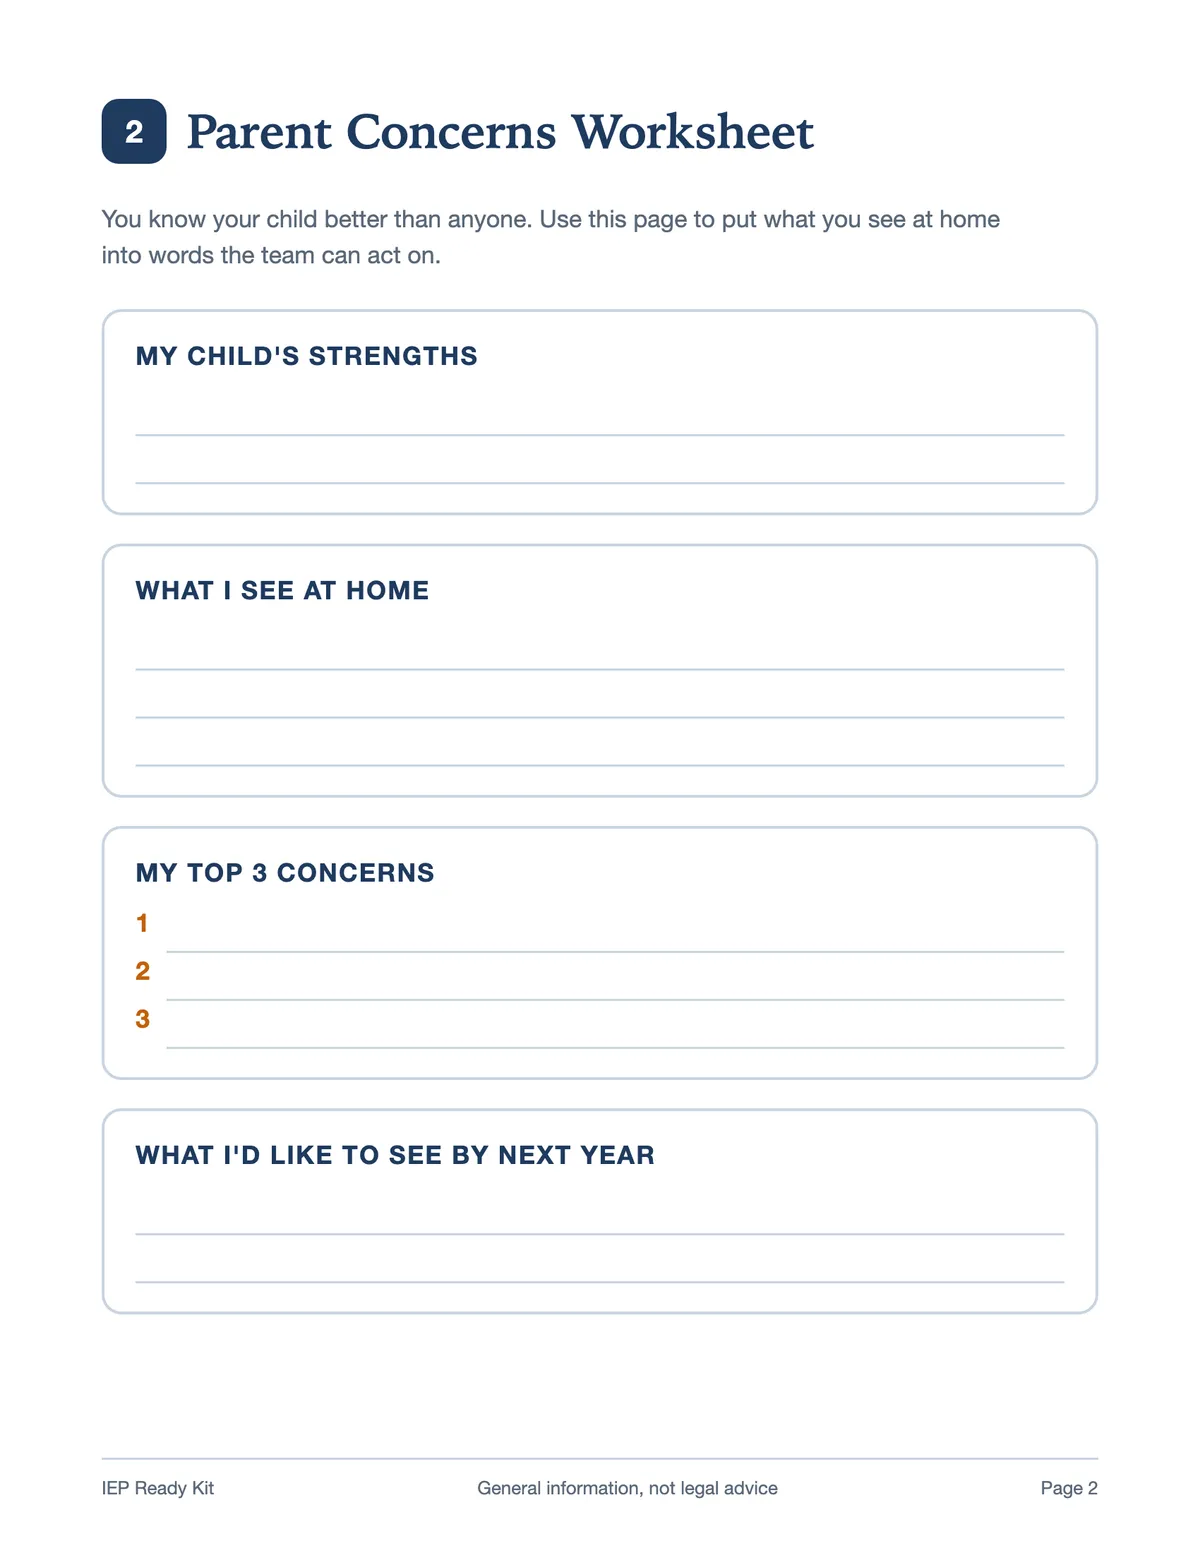 2 Parent Concerns Worksheet
You know your child better than anyone. Use this page to put what you see at home
into words the team can act on.
MY CHILD'S STRENGTHS
WHAT I SEE AT HOME
MY TOP 3 CONCERNS
1
2
3
WHAT I'D LIKE TO SEE BY NEXT YEAR
IEP Ready Kit General information, not legal advice Page 2